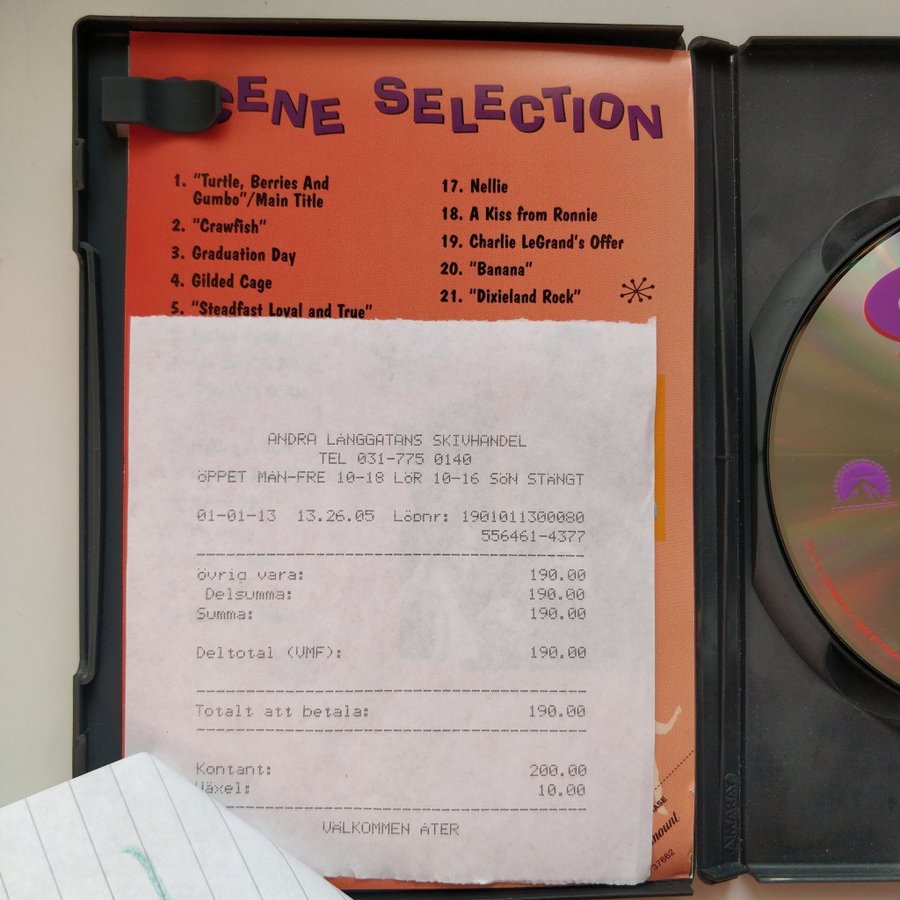 SCENE SELECTION
1. "Turtle, Berries And
Gumbo"/Main Title
2. "Crawfish"
3. Graduation Day
4. Gilded Cage
5. "Steadfast Loyal and True"
17. Nellie
18. A Kiss from Ronnie
19. Charlie LeGrand's Offer
20. "Banana"
21. "Dixieland Rock"
ANDRA LÅNGGATANS SKIVHANDEL
TEL 031-775 0140
ÖPPET MÅN-FRE 10-18 LÖR 10-16 SÖN STÄNGT
01-01-13 13.26.05 Löpnr: 1901011300080
556461-4377
övrig vara: 190.00
Delsumma: 190.00
Summa: 190.00
Deltotal (VMF): 190.00
Totalt att betala: 190.00
Kontant: 200.00
Växel: 10.00
VÄLKOMMEN ÅTER
AMARAY
37662